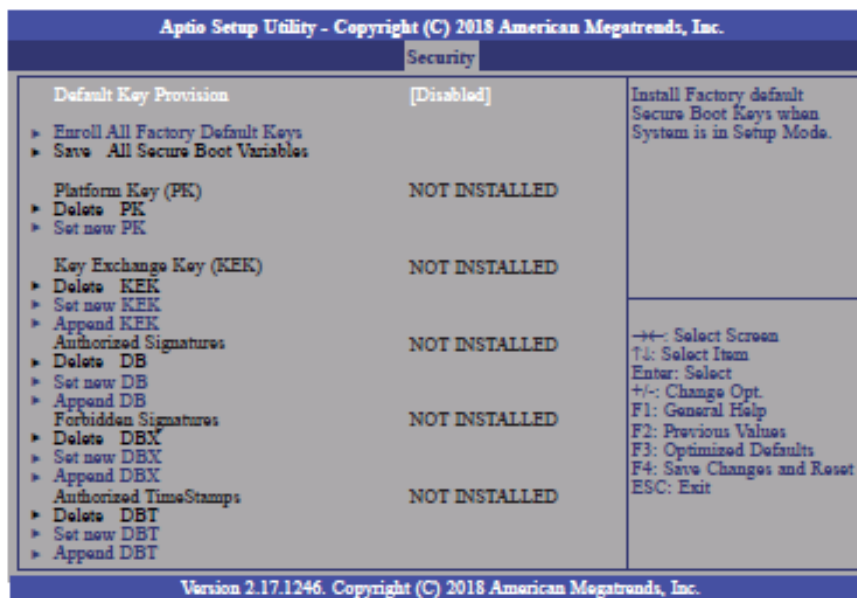 Aptio Setup Utility - Copyright (C) 2018 American Megatrends, Inc.
Security
Default Key Provision [Disabled]
► Enroll All Factory Default Keys
► Save All Secure Boot Variables
Platform Key (PK) NOT INSTALLED
► Delete PK
► Set new PK
Key Exchange Key (KEK) NOT INSTALLED
► Delete KEK
► Set new KEK
► Append KEK
Authorized Signatures NOT INSTALLED
► Delete DB
► Set new DB
► Append DB
Forbidden Signatures NOT INSTALLED
► Delete DBX
► Set new DBX
► Append DBX
Authorized TimeStamps NOT INSTALLED
► Delete DBT
► Set new DBT
► Append DBT
Install Factory default
Secure Boot Keys when
System is in Setup Mode.
→←: Select Screen
↑↓: Select Item
Enter: Select
+/-: Change Opt.
F1: General Help
F2: Previous Values
F3: Optimized Defaults
F4: Save Changes and Reset
ESC: Exit
Version 2.17.1246. Copyright (C) 2018 American Megatrends, Inc.